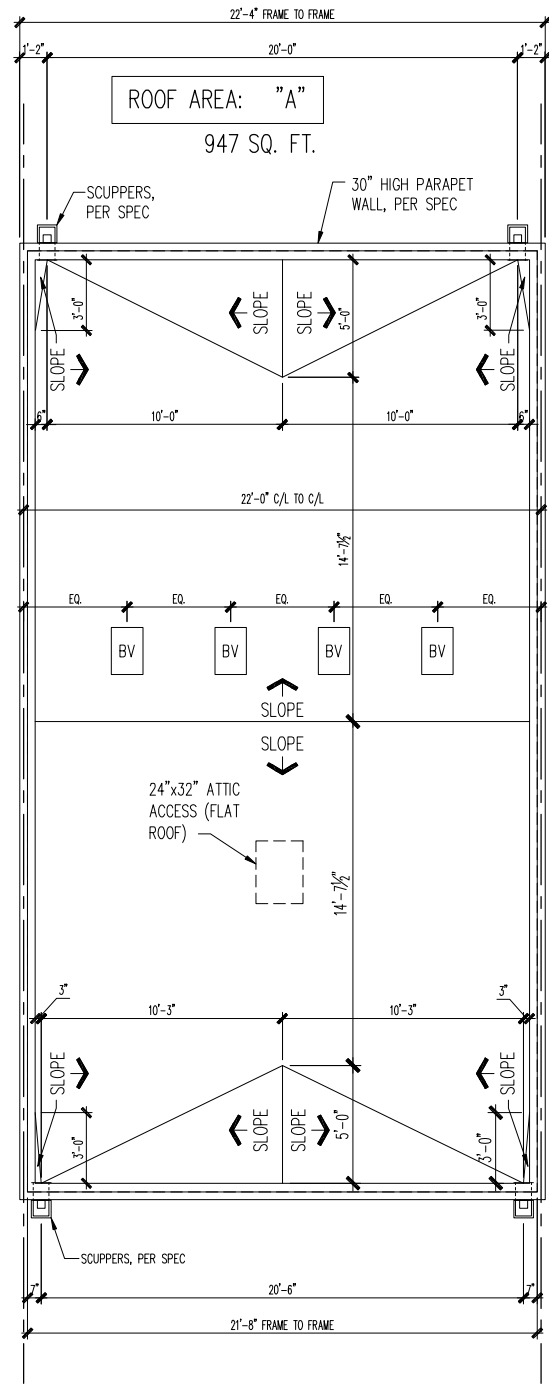 22'-4" FRAME TO FRAME
1'-2"
20'-0"
1'-2"
ROOF AREA: "A"
947 SQ. FT.
SCUPPERS,
PER SPEC
30" HIGH PARAPET
WALL, PER SPEC
3'-0"
SLOPE
SLOPE
5'-0"
3'-0"
SLOPE
SLOPE
6"
10'-0"
10'-0"
6"
22'-0" C/L TO C/L
14'-7½"
EQ.
EQ.
EQ.
EQ.
EQ.
BV
BV
BV
BV
SLOPE
SLOPE
24"x32" ATTIC
ACCESS (FLAT
ROOF)
14'-7½"
3"
10'-3"
10'-3"
3"
SLOPE
SLOPE
3'-0"
SLOPE
SLOPE
5'-0"
3'-0"
SCUPPERS, PER SPEC
7"
20'-6"
7"
21'-8" FRAME TO FRAME